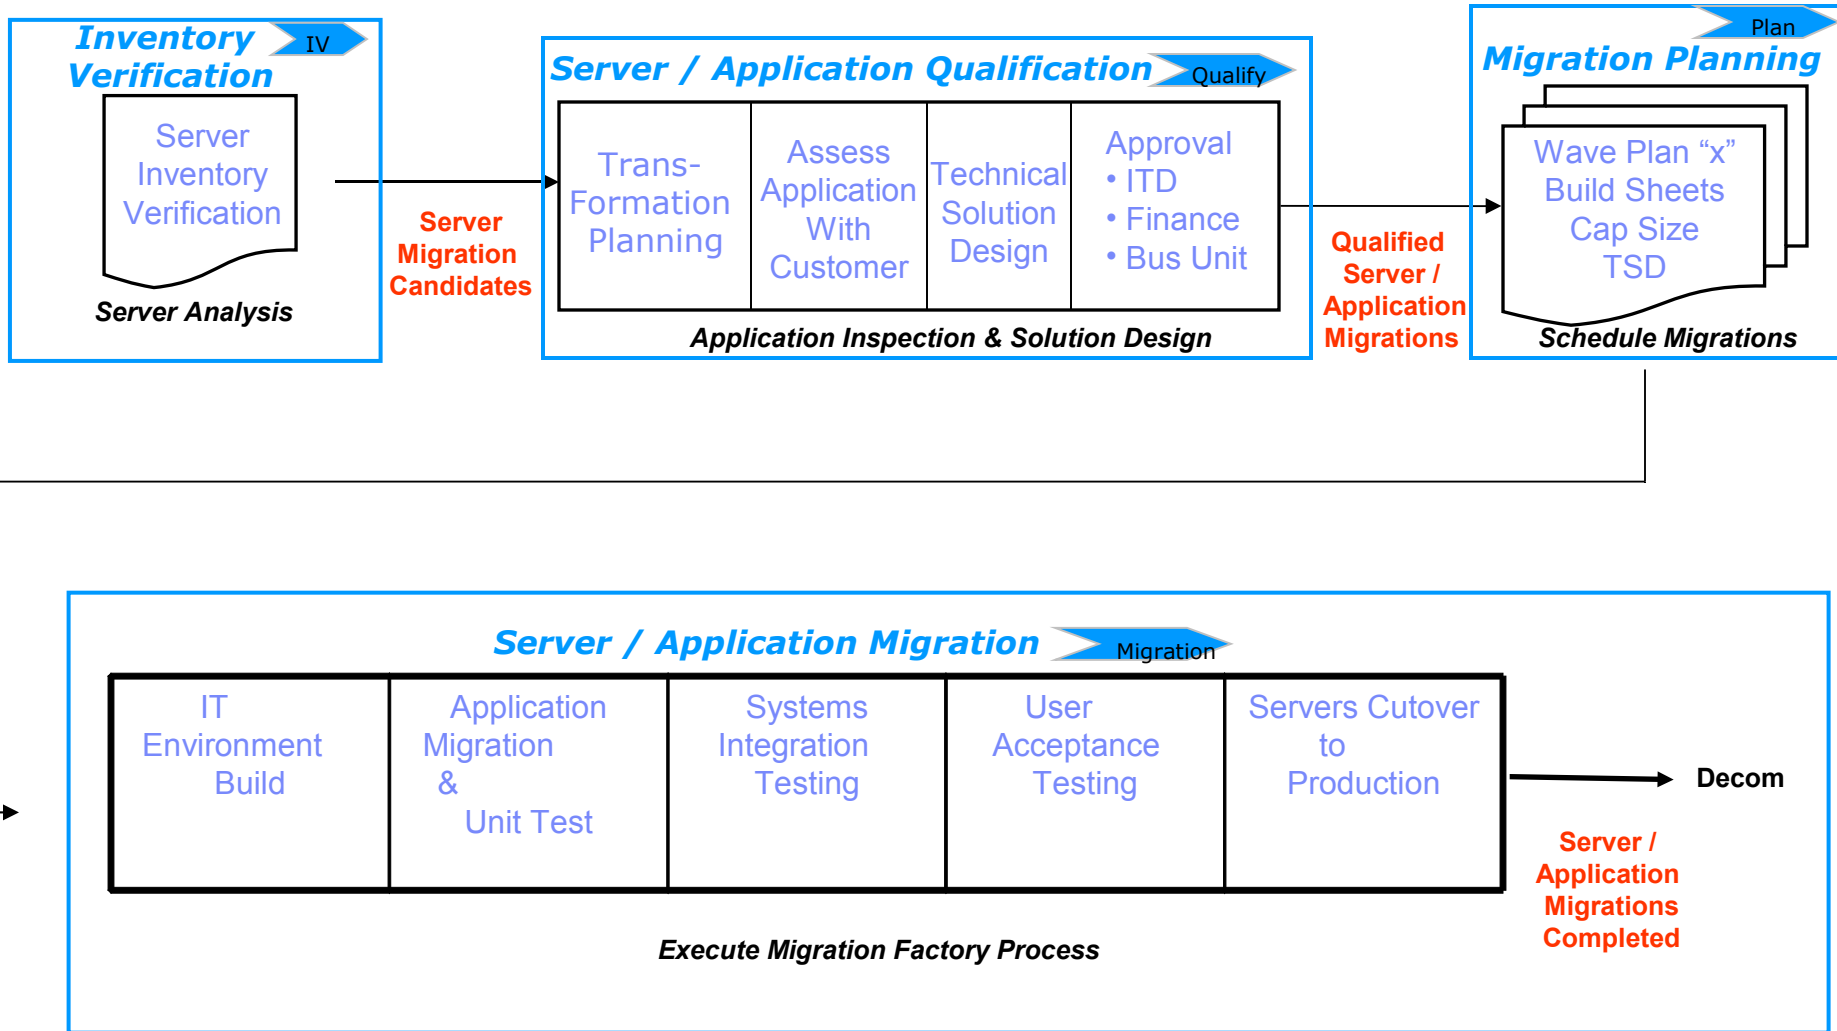 Inventory
Verification
IV
Server
Inventory
Verification
Server Analysis
Server
Migration
Candidates
Server / Application Qualification
Qualify
Trans-
Formation
Planning
Assess
Application
With
Customer
Technical
Solution
Design
Approval
• ITD
• Finance
• Bus Unit
Application Inspection & Solution Design
Qualified
Server /
Application
Migrations
Plan
Migration Planning
Wave Plan “x”
Build Sheets
Cap Size
TSD
Schedule Migrations
Server / Application Migration
Migration
IT
Environment
Build
Application
Migration
&
Unit Test
Systems
Integration
Testing
User
Acceptance
Testing
Servers Cutover
to
Production
Decom
Server /
Application
Migrations
Completed
Execute Migration Factory Process